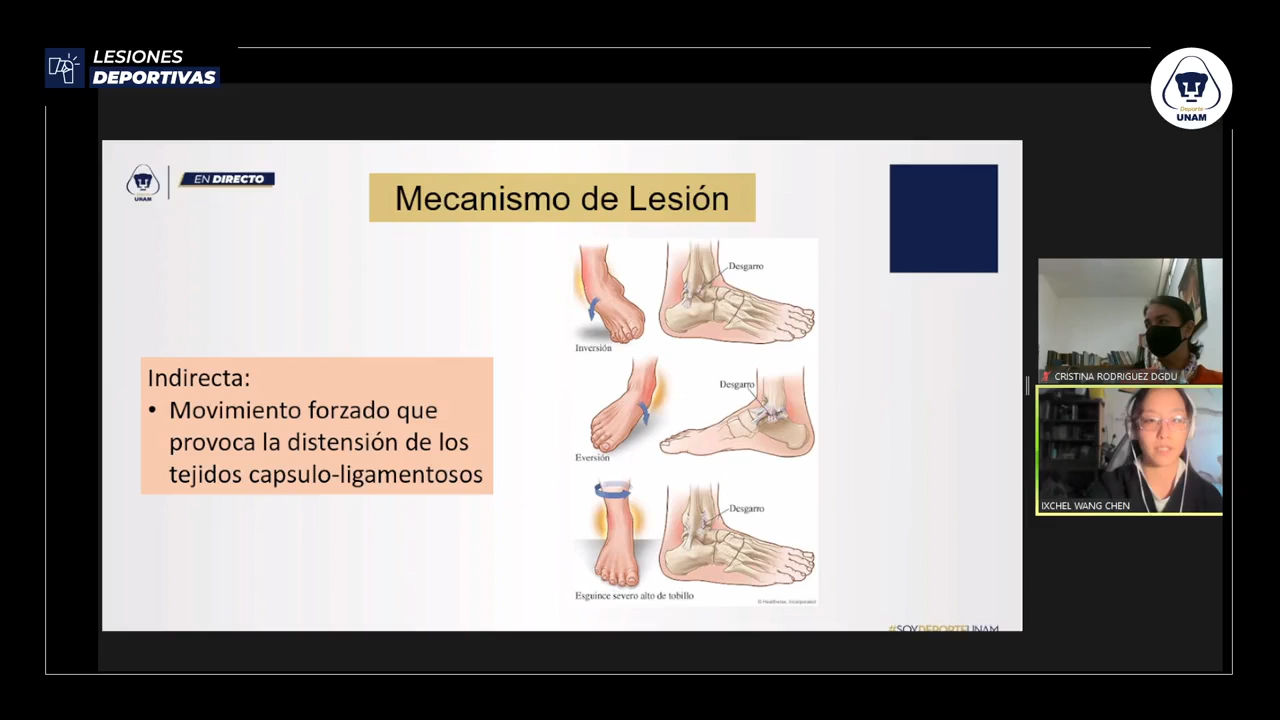 LESIONES
DEPORTIVAS
Deporte
UNAM
UNAM
EN DIRECTO
Mecanismo de Lesión
Desgarro
Inversión
Desgarro
Eversión
Desgarro
Esguince severo alto de tobillo
© Healthwise, Incorporated
Indirecta:
• Movimiento forzado que
provoca la distensión de los
tejidos capsulo-ligamentosos
#SOYDEPORTEUNAM
CRISTINA RODRIGUEZ DGDU
IXCHEL WANG CHEN